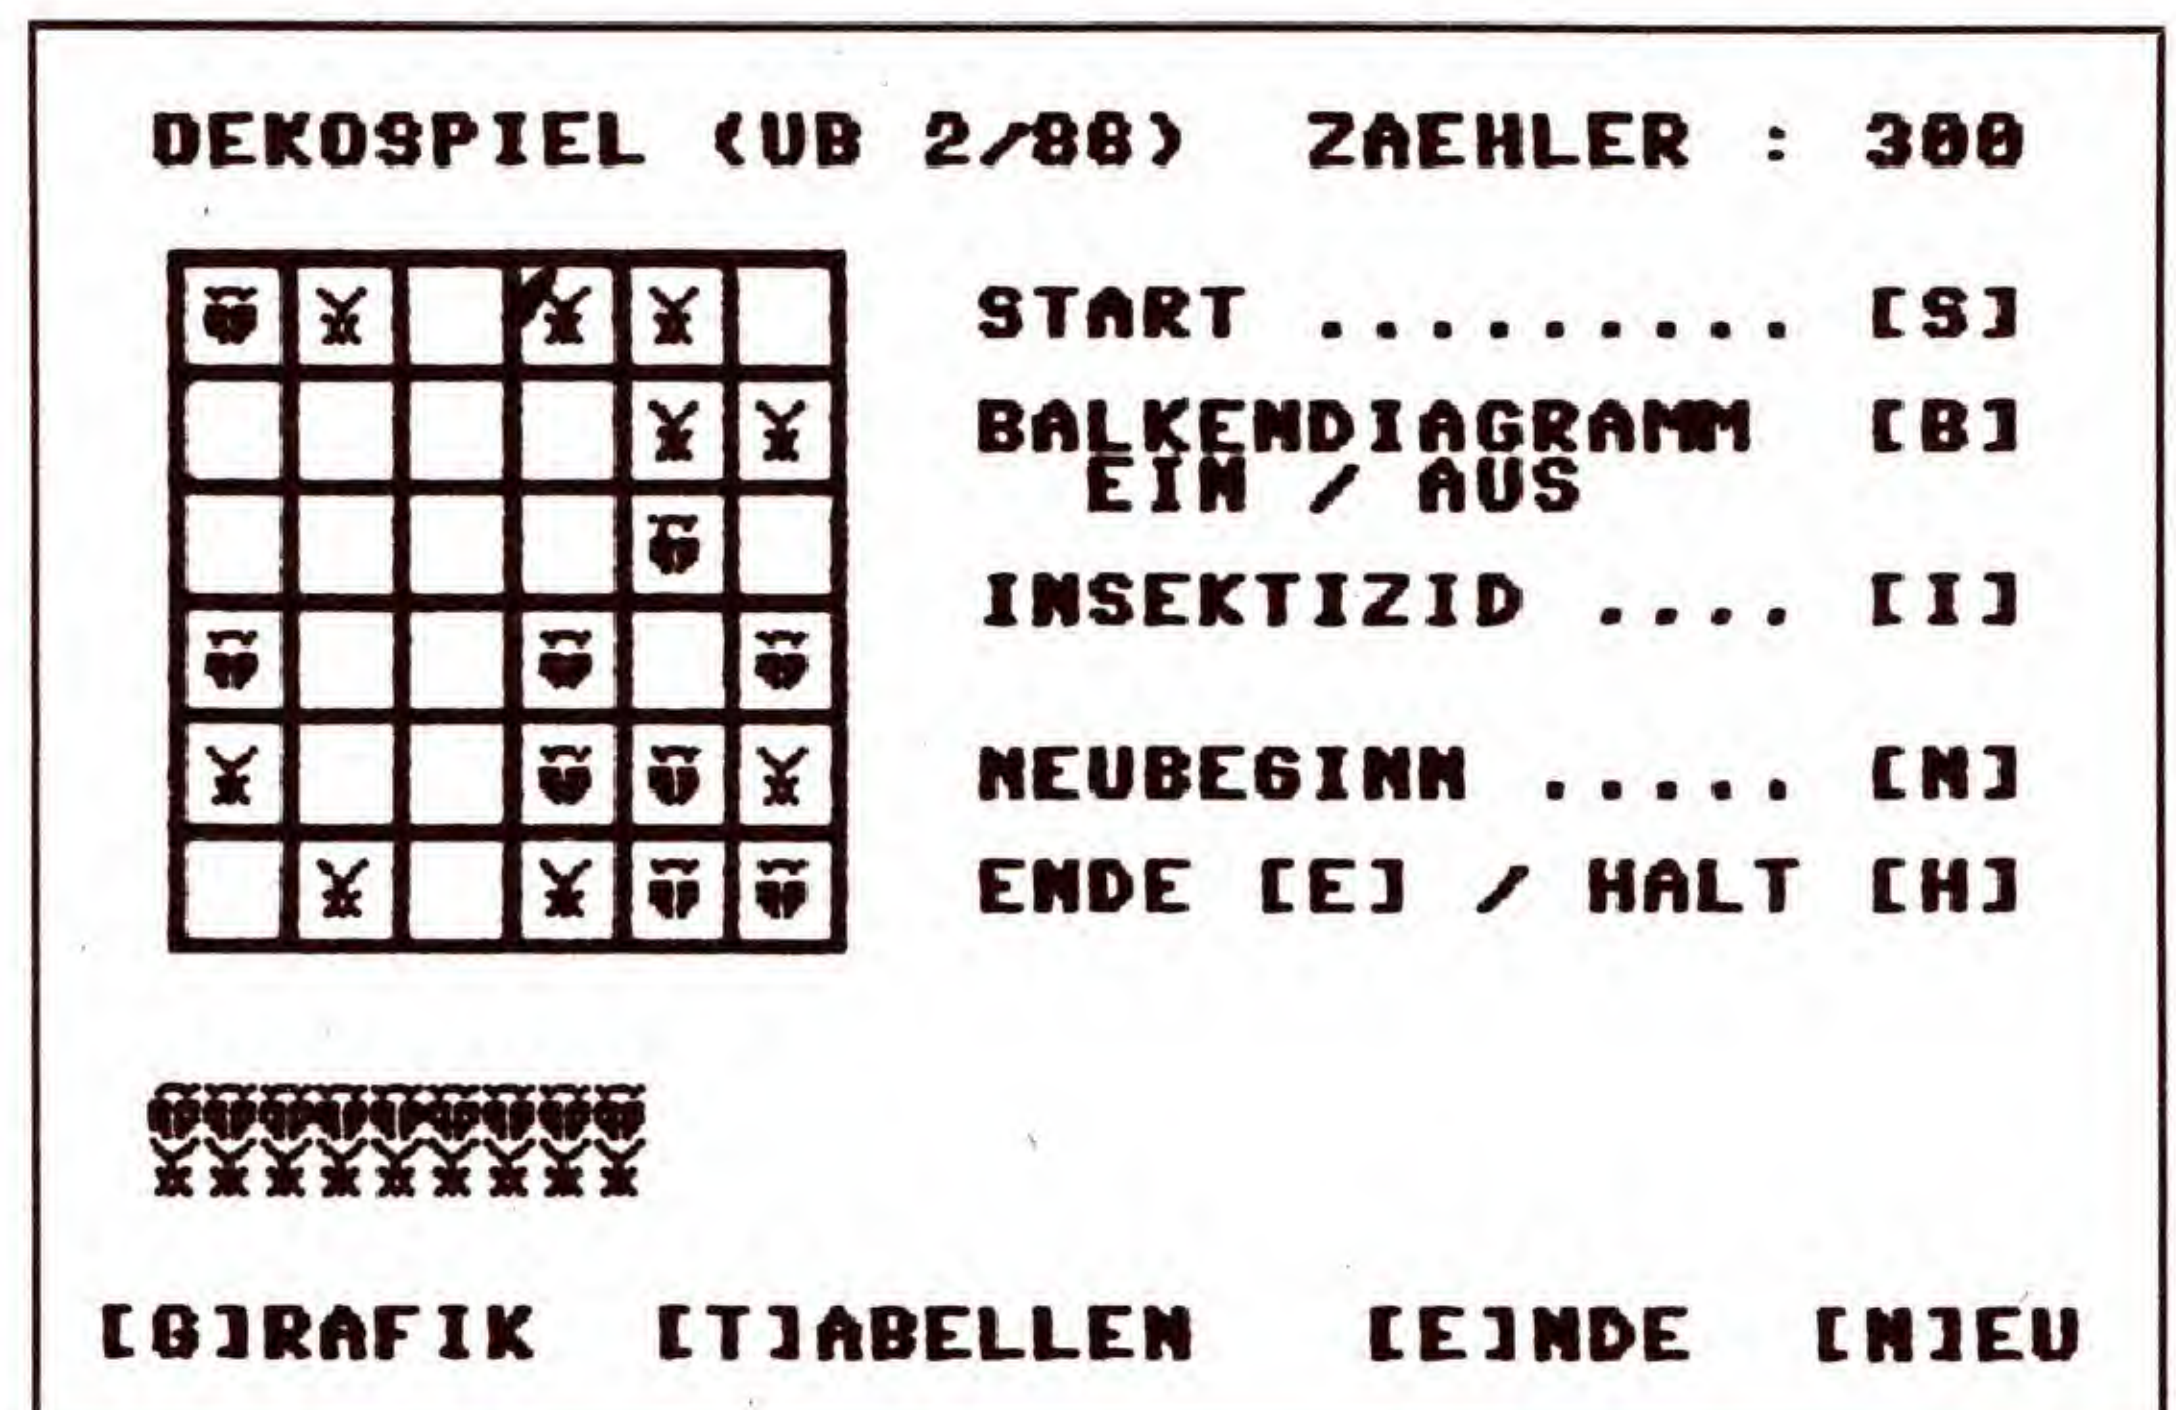 DEKOSPIEL (UB 2/88) ZAEHLER : 300
START .......... [S]
BALKENDIAGRAMM [B]
EIN / AUS
INSEKTIZID .... [I]
NEUBEGINN ..... [N]
ENDE [E] / HALT [H]
[G]RAFIK [T]ABELLEN [E]NDE [N]EU